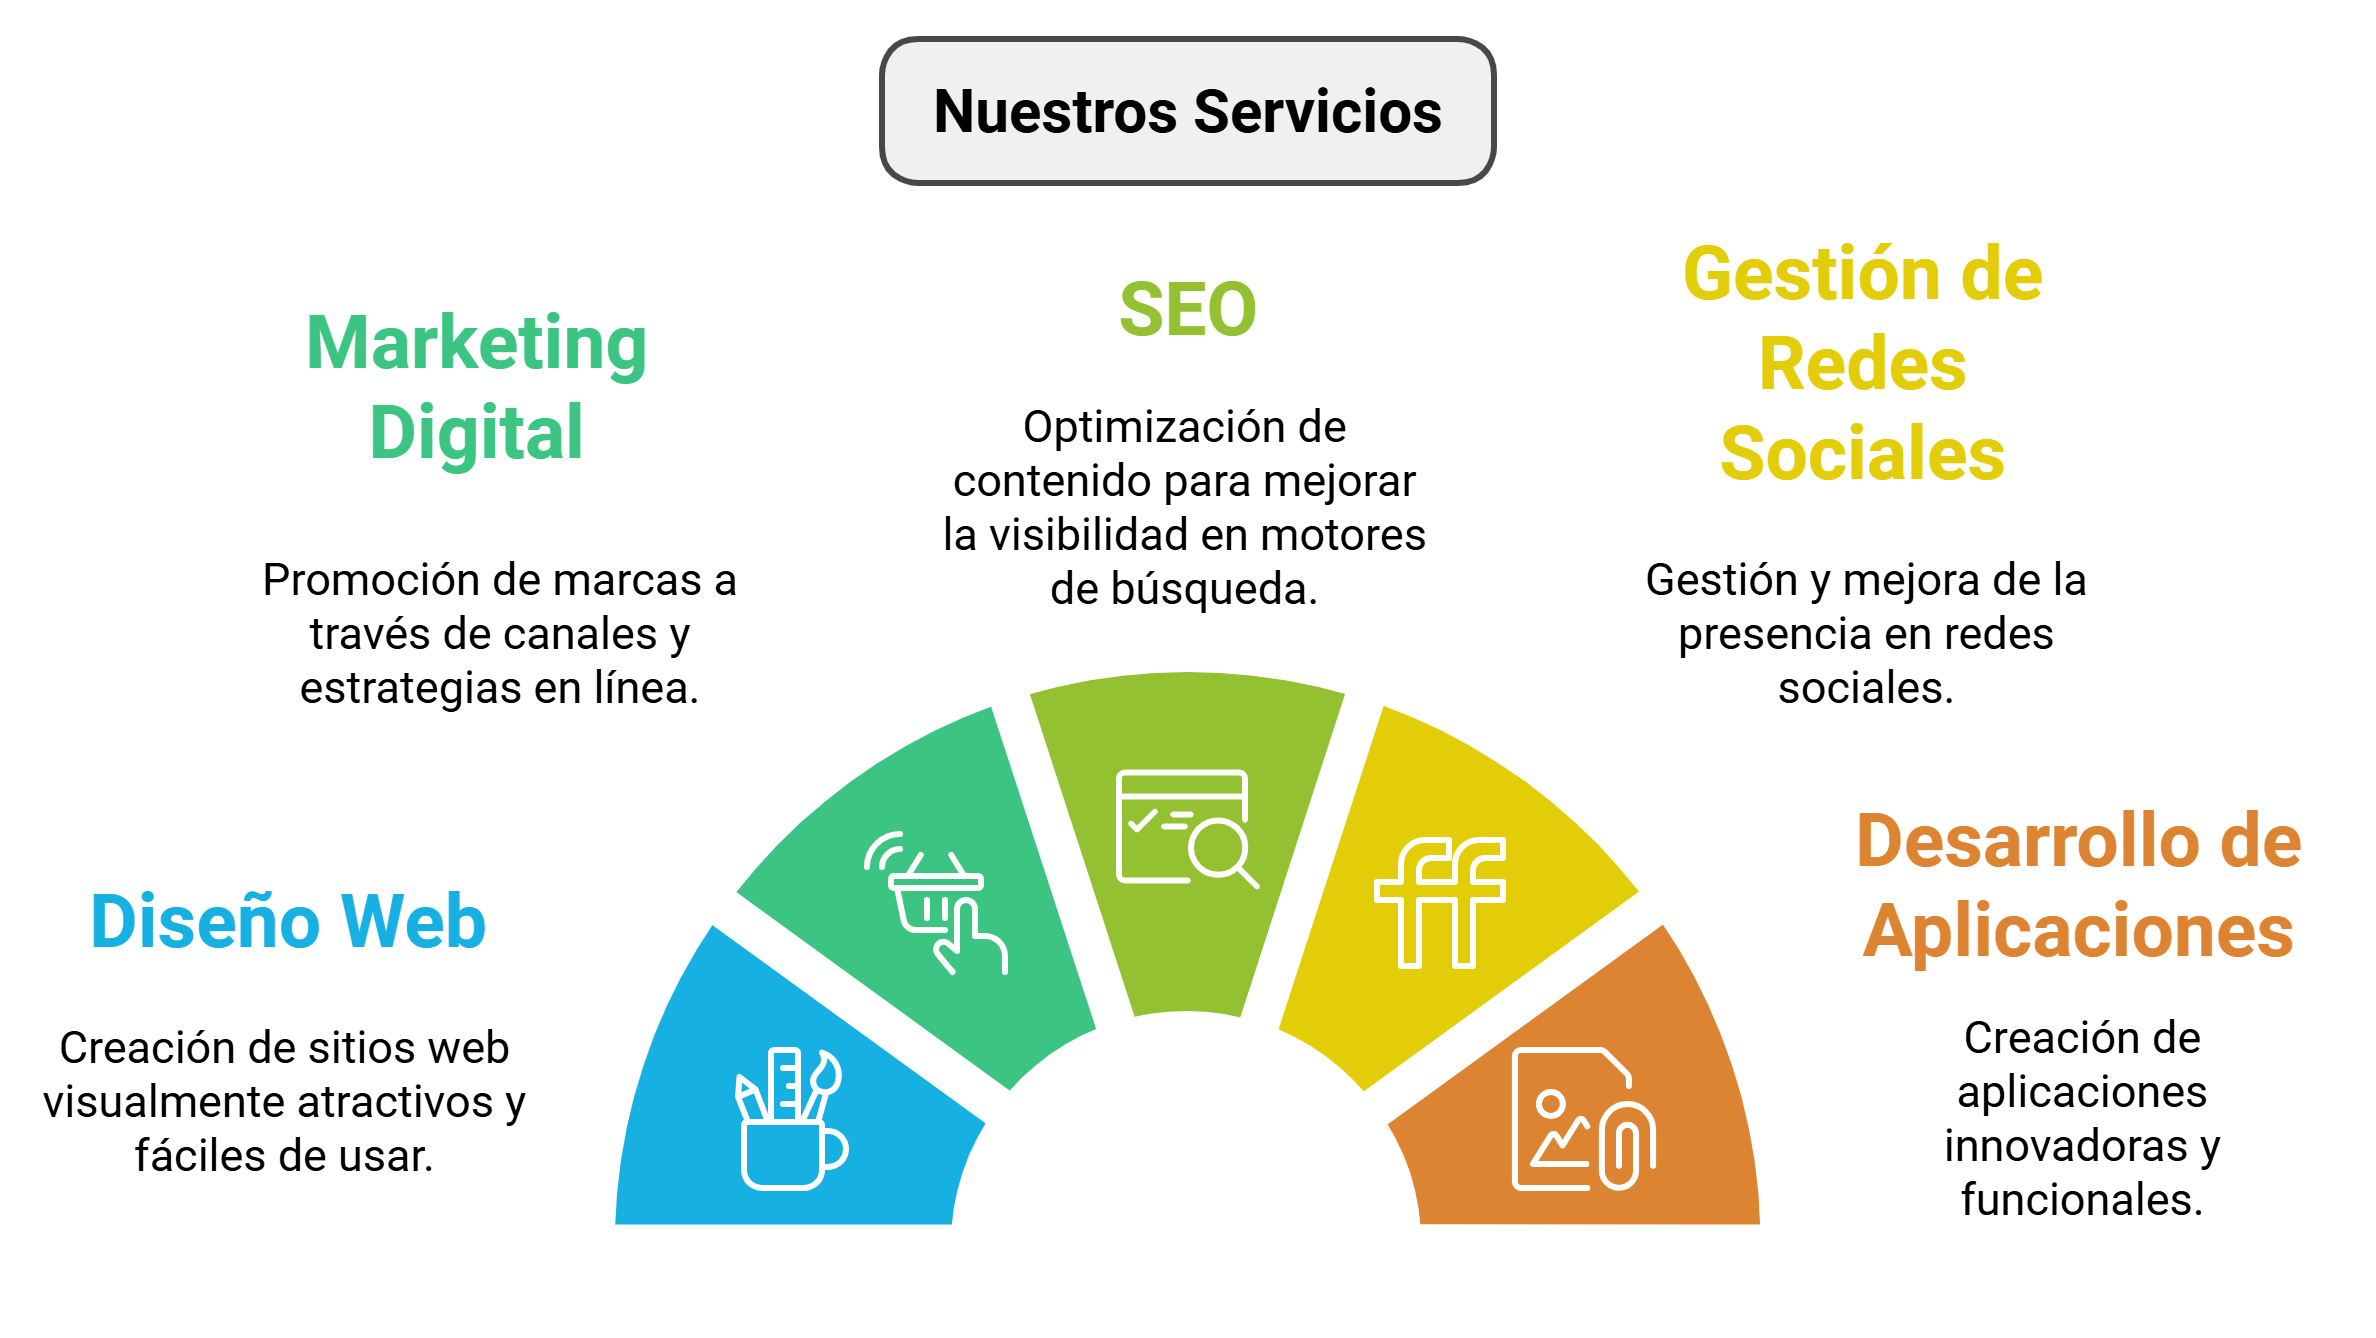 Nuestros Servicios
Diseño Web
Creación de sitios web
visualmente atractivos y
fáciles de usar.
Marketing
Digital
Promoción de marcas a
través de canales y
estrategias en línea.
SEO
Optimización de
contenido para mejorar
la visibilidad en motores
de búsqueda.
Gestión de
Redes
Sociales
Gestión y mejora de la
presencia en redes
sociales.
Desarrollo de
Aplicaciones
Creación de
aplicaciones
innovadoras y
funcionales.